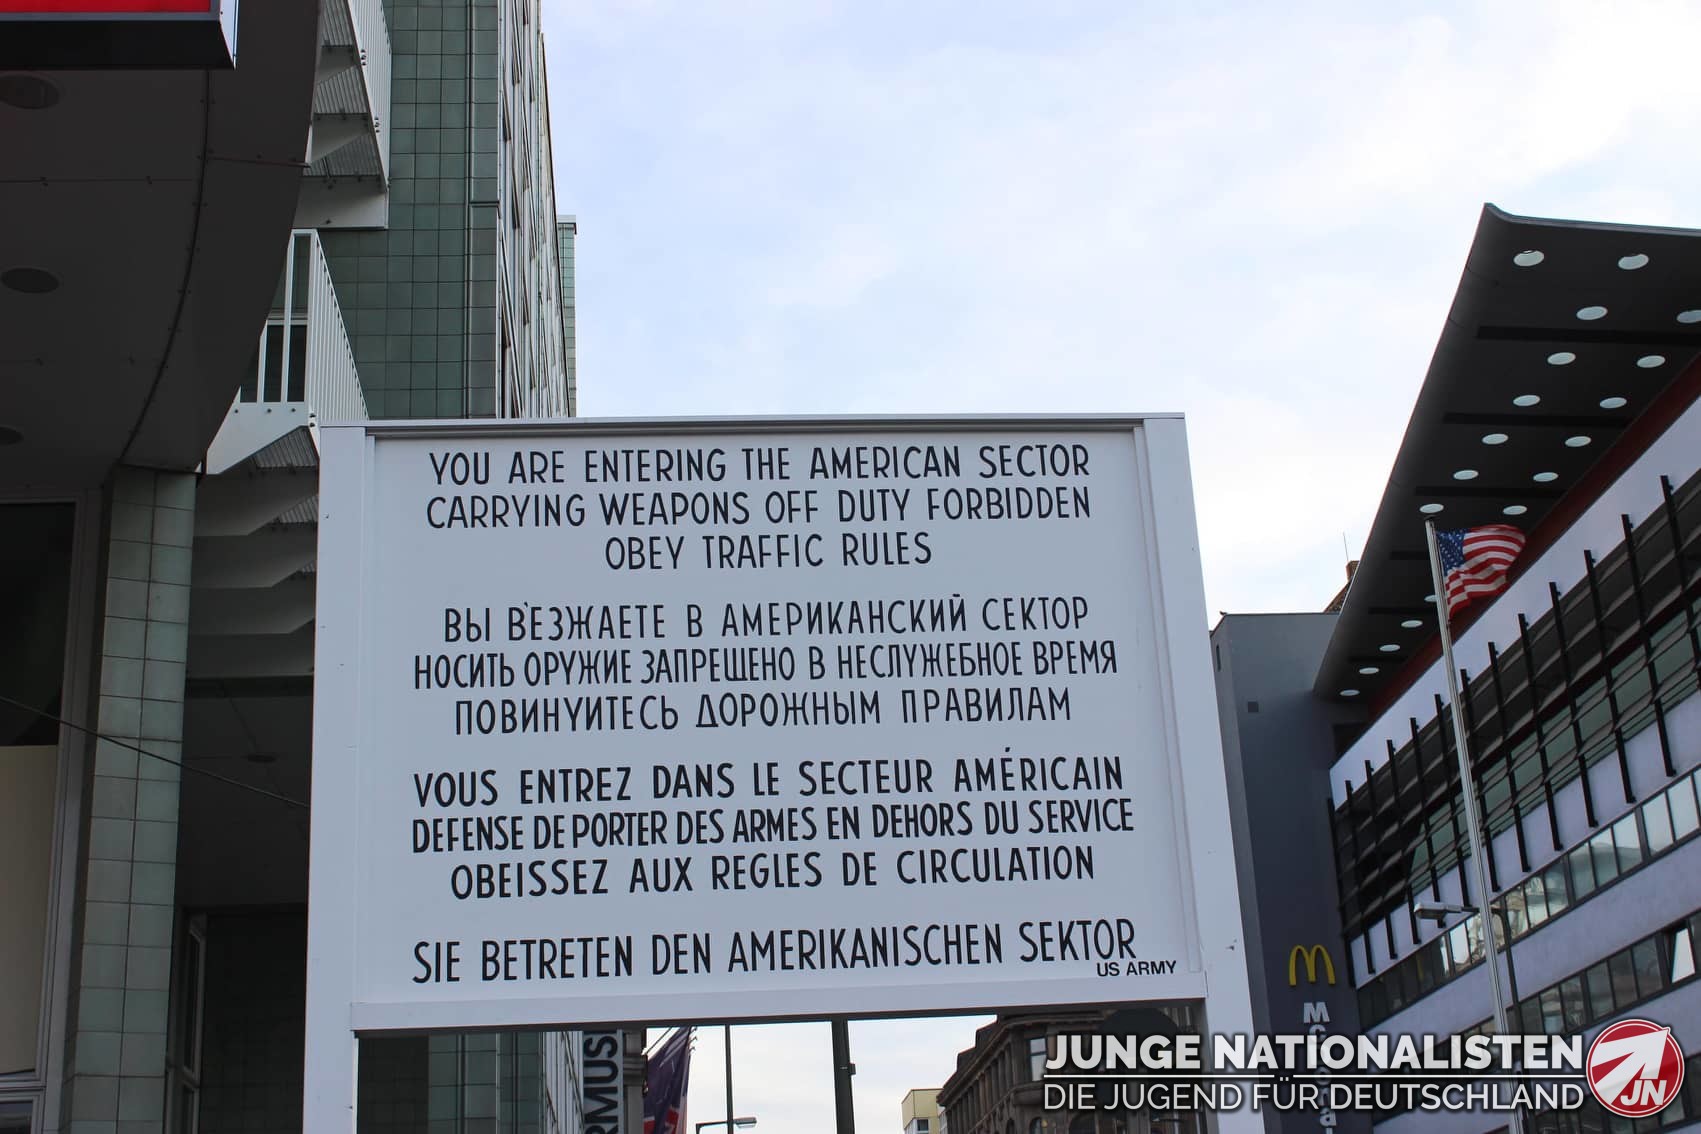 YOU ARE ENTERING THE AMERICAN SECTOR
CARRYING WEAPONS OFF DUTY FORBIDDEN
OBEY TRAFFIC RULES
ВЫ ВЪЕЗЖАЕТЕ В АМЕРИКАНСКИЙ СЕКТОР
НОСИТЬ ОРУЖИЕ ЗАПРЕЩЕНО В НЕСЛУЖЕБНОЕ ВРЕМЯ
ПОВИНУИТЕСЬ ДОРОЖНЫМ ПРАВИЛАМ
VOUS ENTREZ DANS LE SECTEUR AMÉRICAIN
DEFENSE DE PORTER DES ARMES EN DEHORS DU SERVICE
OBEISSEZ AUX REGLES DE CIRCULATION
SIE BETRETEN DEN AMERIKANISCHEN SEKTOR
US ARMY
JUNGE NATIONALISTEN
DIE JUGEND FÜR DEUTSCHLAND
JN